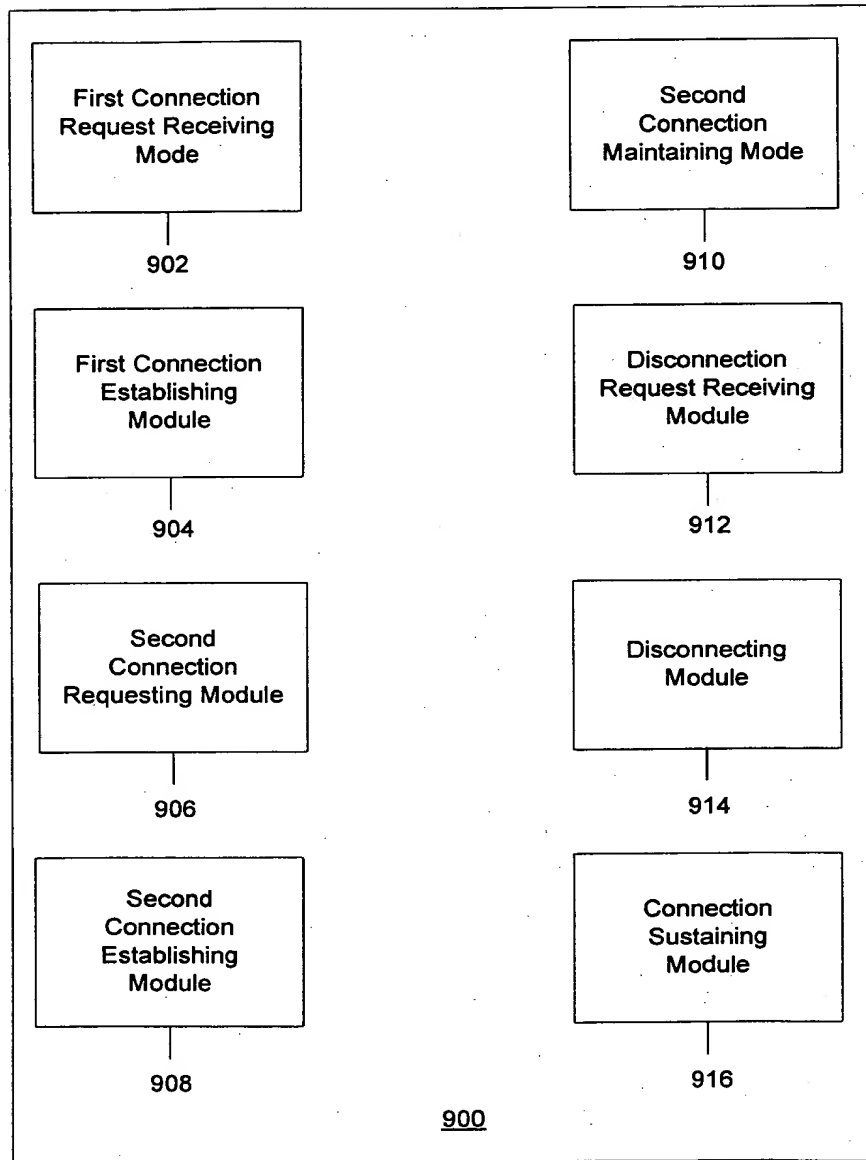 First Connection
Request Receiving
Mode
902
First Connection
Establishing
Module
904
Second
Connection
Requesting Module
906
Second
Connection
Establishing
Module
908
Second
Connection
Maintaining Mode
910
Disconnection
Request Receiving
Module
912
Disconnecting
Module
914
Connection
Sustaining
Module
916
900